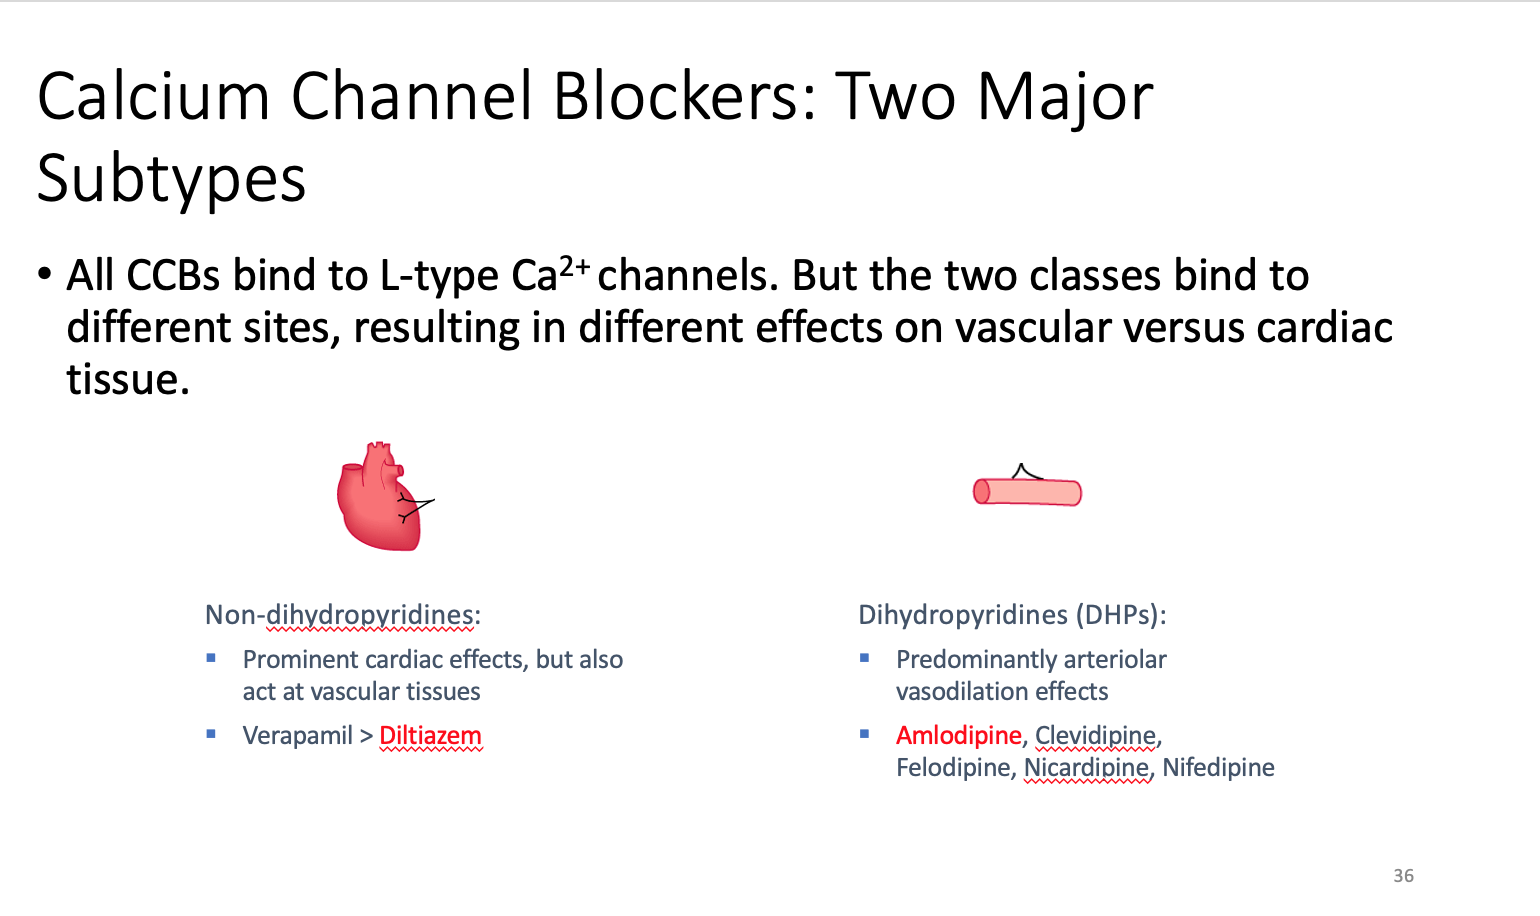 Calcium Channel Blockers: Two Major
Subtypes
• All CCBs bind to L-type Ca²⁺ channels. But the two classes bind to
different sites, resulting in different effects on vascular versus cardiac
tissue.
Non-dihydropyridines:
▪ Prominent cardiac effects, but also
act at vascular tissues
▪ Verapamil > Diltiazem
Dihydropyridines (DHPs):
▪ Predominantly arteriolar
vasodilation effects
▪ Amlodipine, Clevidipine,
Felodipine, Nicardipine, Nifedipine
36